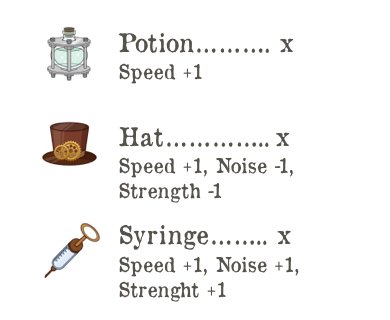 Potion.......... x
Speed +1
Hat............... x
Speed +1, Noise -1,
Strength -1
Syringe........ x
Speed +1, Noise +1,
Strenght +1